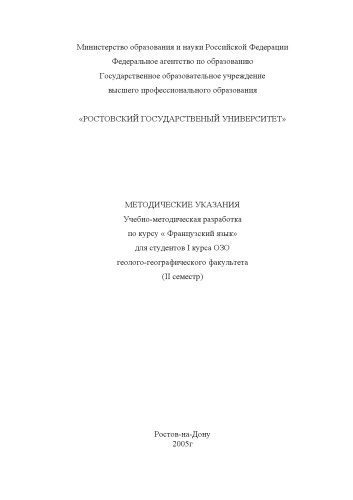 Министерство образования и науки Российской Федерации
Федеральное агентство по образованию
Государственное образовательное учреждение
высшего профессионального образования
«РОСТОВСКИЙ ГОСУДАРСТВЕНЫЙ УНИВЕРСИТЕТ»
МЕТОДИЧЕСКИЕ УКАЗАНИЯ
Учебно-методическая разработка
по курсу « Французский язык»
для студентов I курса ОЗО
геолого-географического факультета
(II семестр)
Ростов-на-Дону
2005г